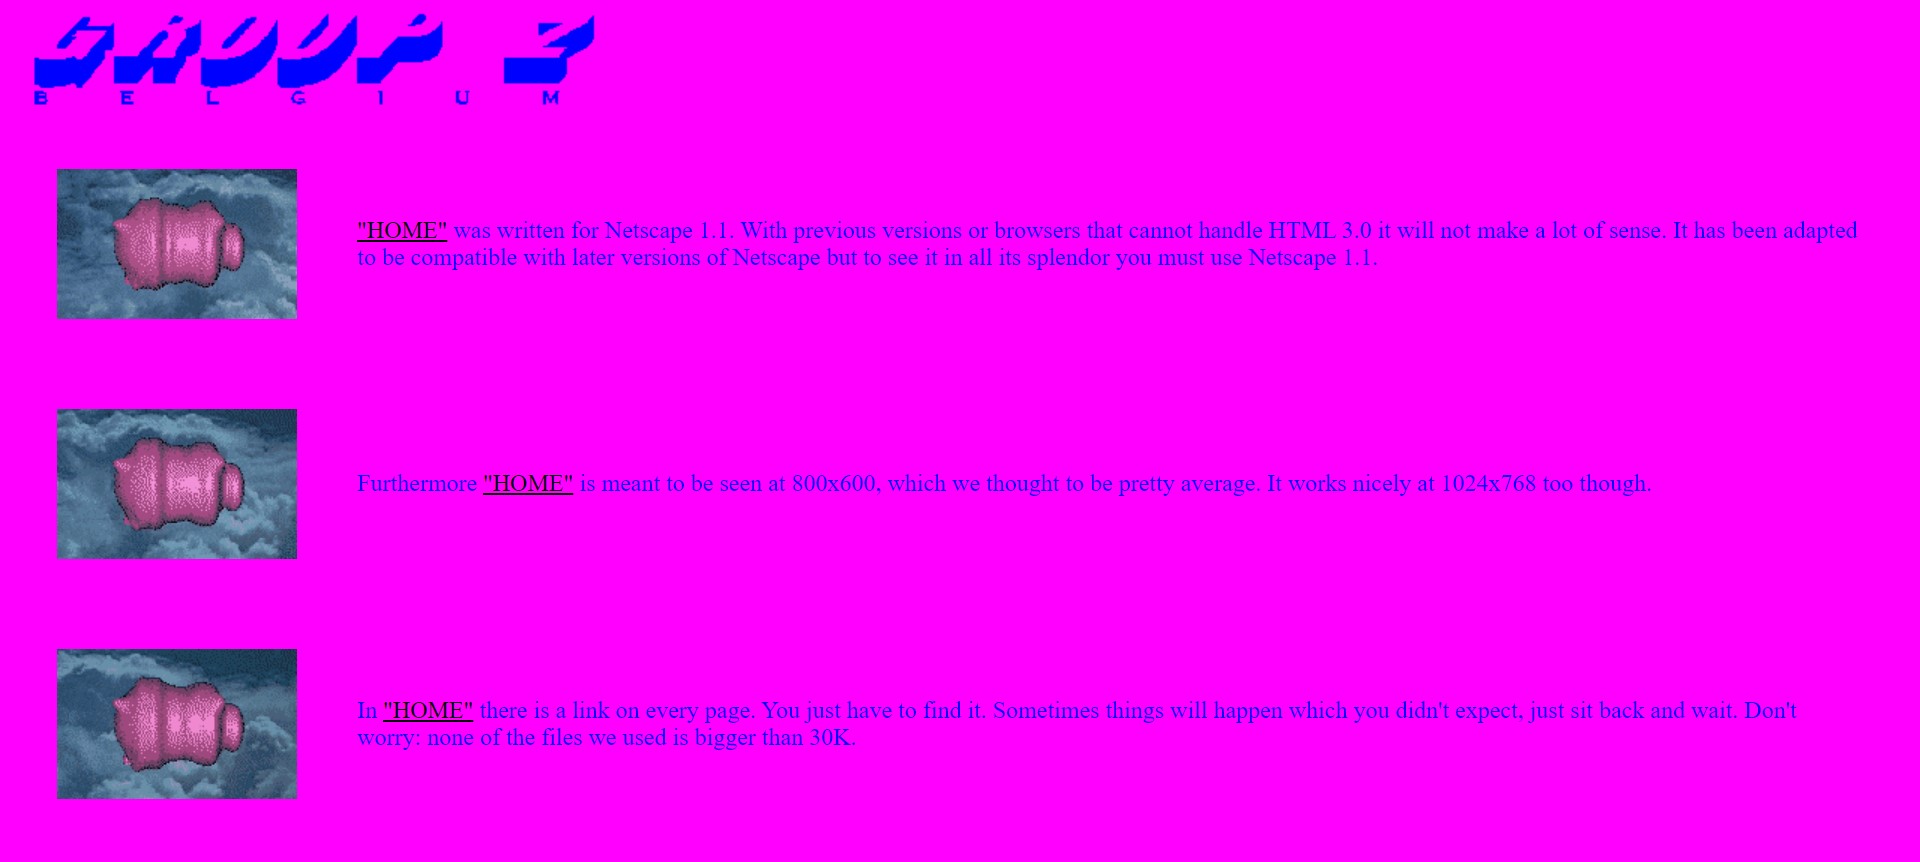 GROUP Z
B E L G I U M
"HOME" was written for Netscape 1.1. With previous versions or browsers that cannot handle HTML 3.0 it will not make a lot of sense. It has been adapted
to be compatible with later versions of Netscape but to see it in all its splendor you must use Netscape 1.1.
Furthermore "HOME" is meant to be seen at 800x600, which we thought to be pretty average. It works nicely at 1024x768 too though.
In "HOME" there is a link on every page. You just have to find it. Sometimes things will happen which you didn't expect, just sit back and wait. Don't
worry: none of the files we used is bigger than 30K.